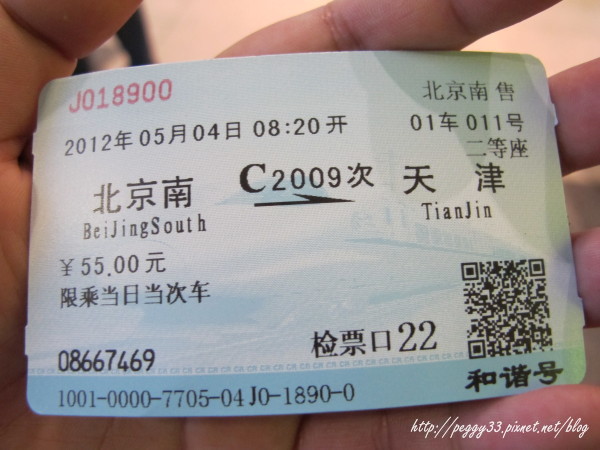 J018900
北京南 售
2012年05月04日 08:20开
01车 011号
二等座
北京南 C2009次 天 津
BeiJingSouth TianJin
￥55.00元
限乘当日当次车
检票口22
08667469
和谐号
1001-0000-7705-04 J0-1890-0
http://peggy33.pixnet.net/blog